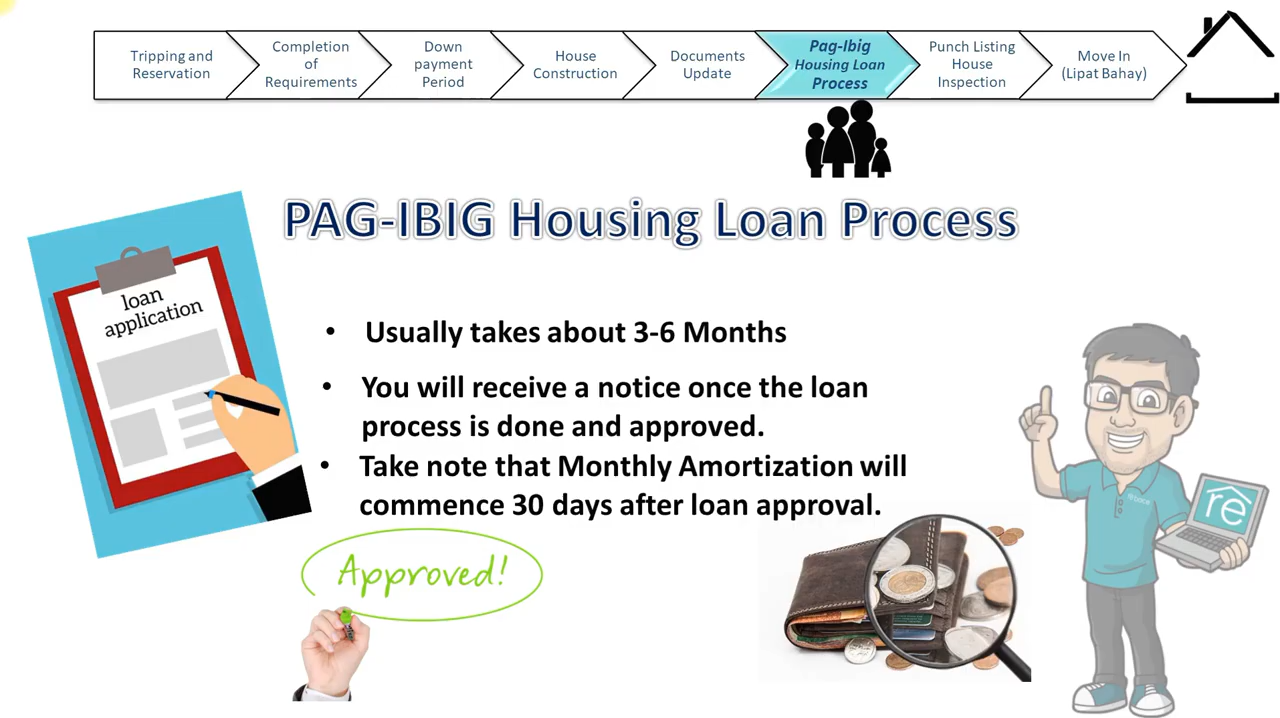 Tripping and
Reservation
Completion
of
Requirements
Down
payment
Period
House
Construction
Documents
Update
Pag-Ibig
Housing Loan
Process
Punch Listing
House
Inspection
Move In
(Lipat Bahay)
PAG-IBIG Housing Loan Process
loan
application
• Usually takes about 3-6 Months
• You will receive a notice once the loan
process is done and approved.
• Take note that Monthly Amortization will
commence 30 days after loan approval.
Approved!
re